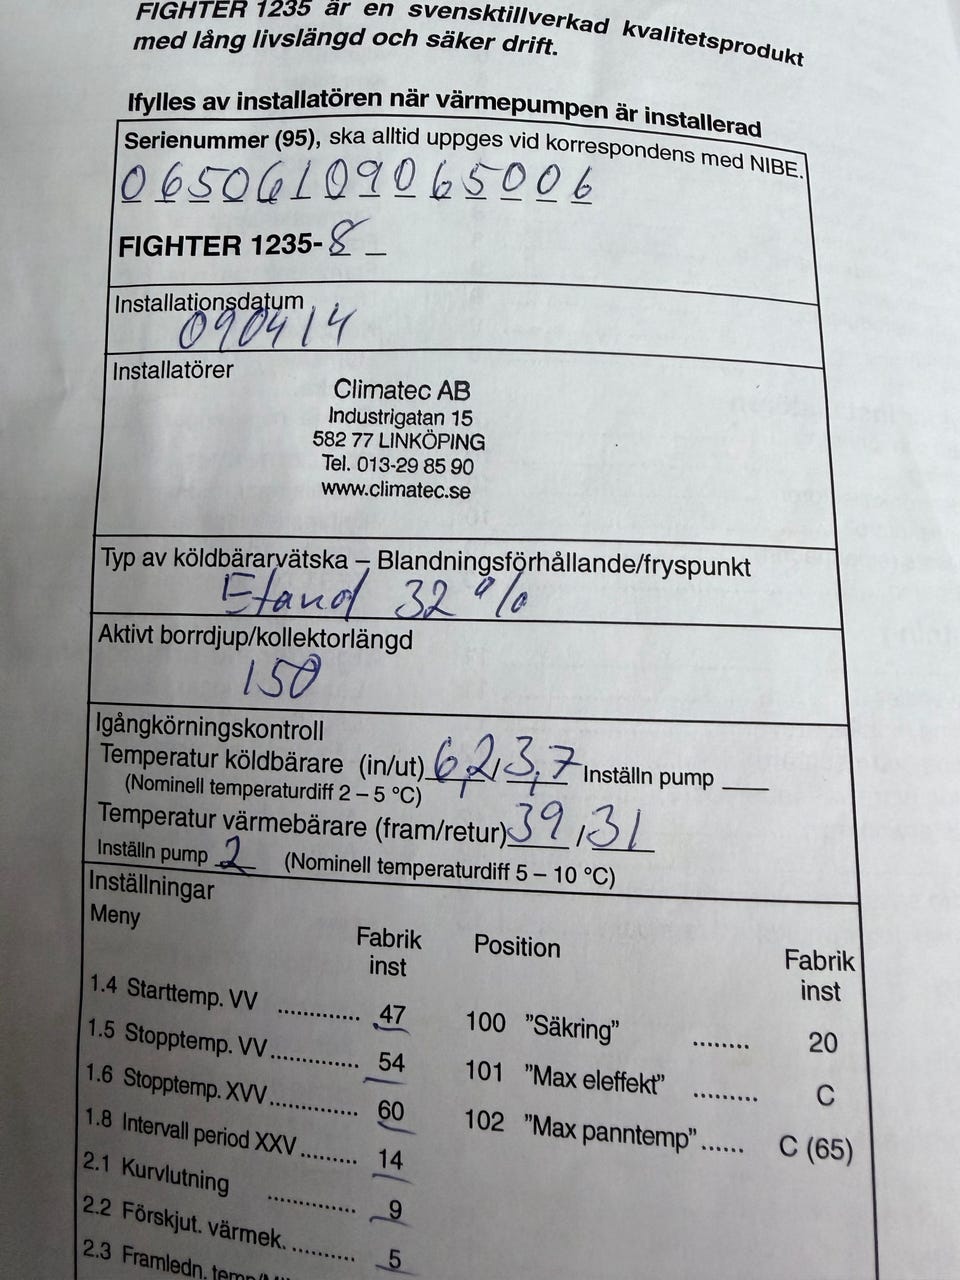 FIGHTER 1235 är en svensktillverkad kvalitetsprodukt
med lång livslängd och säker drift.
Ifylles av installatören när värmepumpen är installerad
Serienummer (95), ska alltid uppges vid korrespondens med NIBE.
06506109065006
FIGHTER 1235-8_
Installationsdatum
090414
Installatörer
Climatec AB
Industrigatan 15
582 77 LINKÖPING
Tel. 013-29 85 90
www.climatec.se
Typ av köldbärarvätska – Blandningsförhållande/fryspunkt
Etanol 32 %
Aktivt borrdjup/kollektorlängd
150
Igångkörningskontroll
Temperatur köldbärare (in/ut) 6,2 / 3,7 Inställn pump ___
(Nominell temperaturdiff 2 – 5 °C)
Temperatur värmebärare (fram/retur) 39 / 31
Inställn pump 2 (Nominell temperaturdiff 5 – 10 °C)
Inställningar
Meny Fabrik inst Position Fabrik inst
1.4 Starttemp. VV ............. 47 100 "Säkring" ........ 20
1.5 Stopptemp. VV ............. 54 101 "Max eleffekt" ......... C
1.6 Stopptemp. XVV ............. 60 102 "Max panntemp" ...... C (65)
1.8 Intervall period XXV ......... 14
2.1 Kurvlutning ............. 9
2.2 Förskjut. värmek. ......... 5
2.3 Framledn.